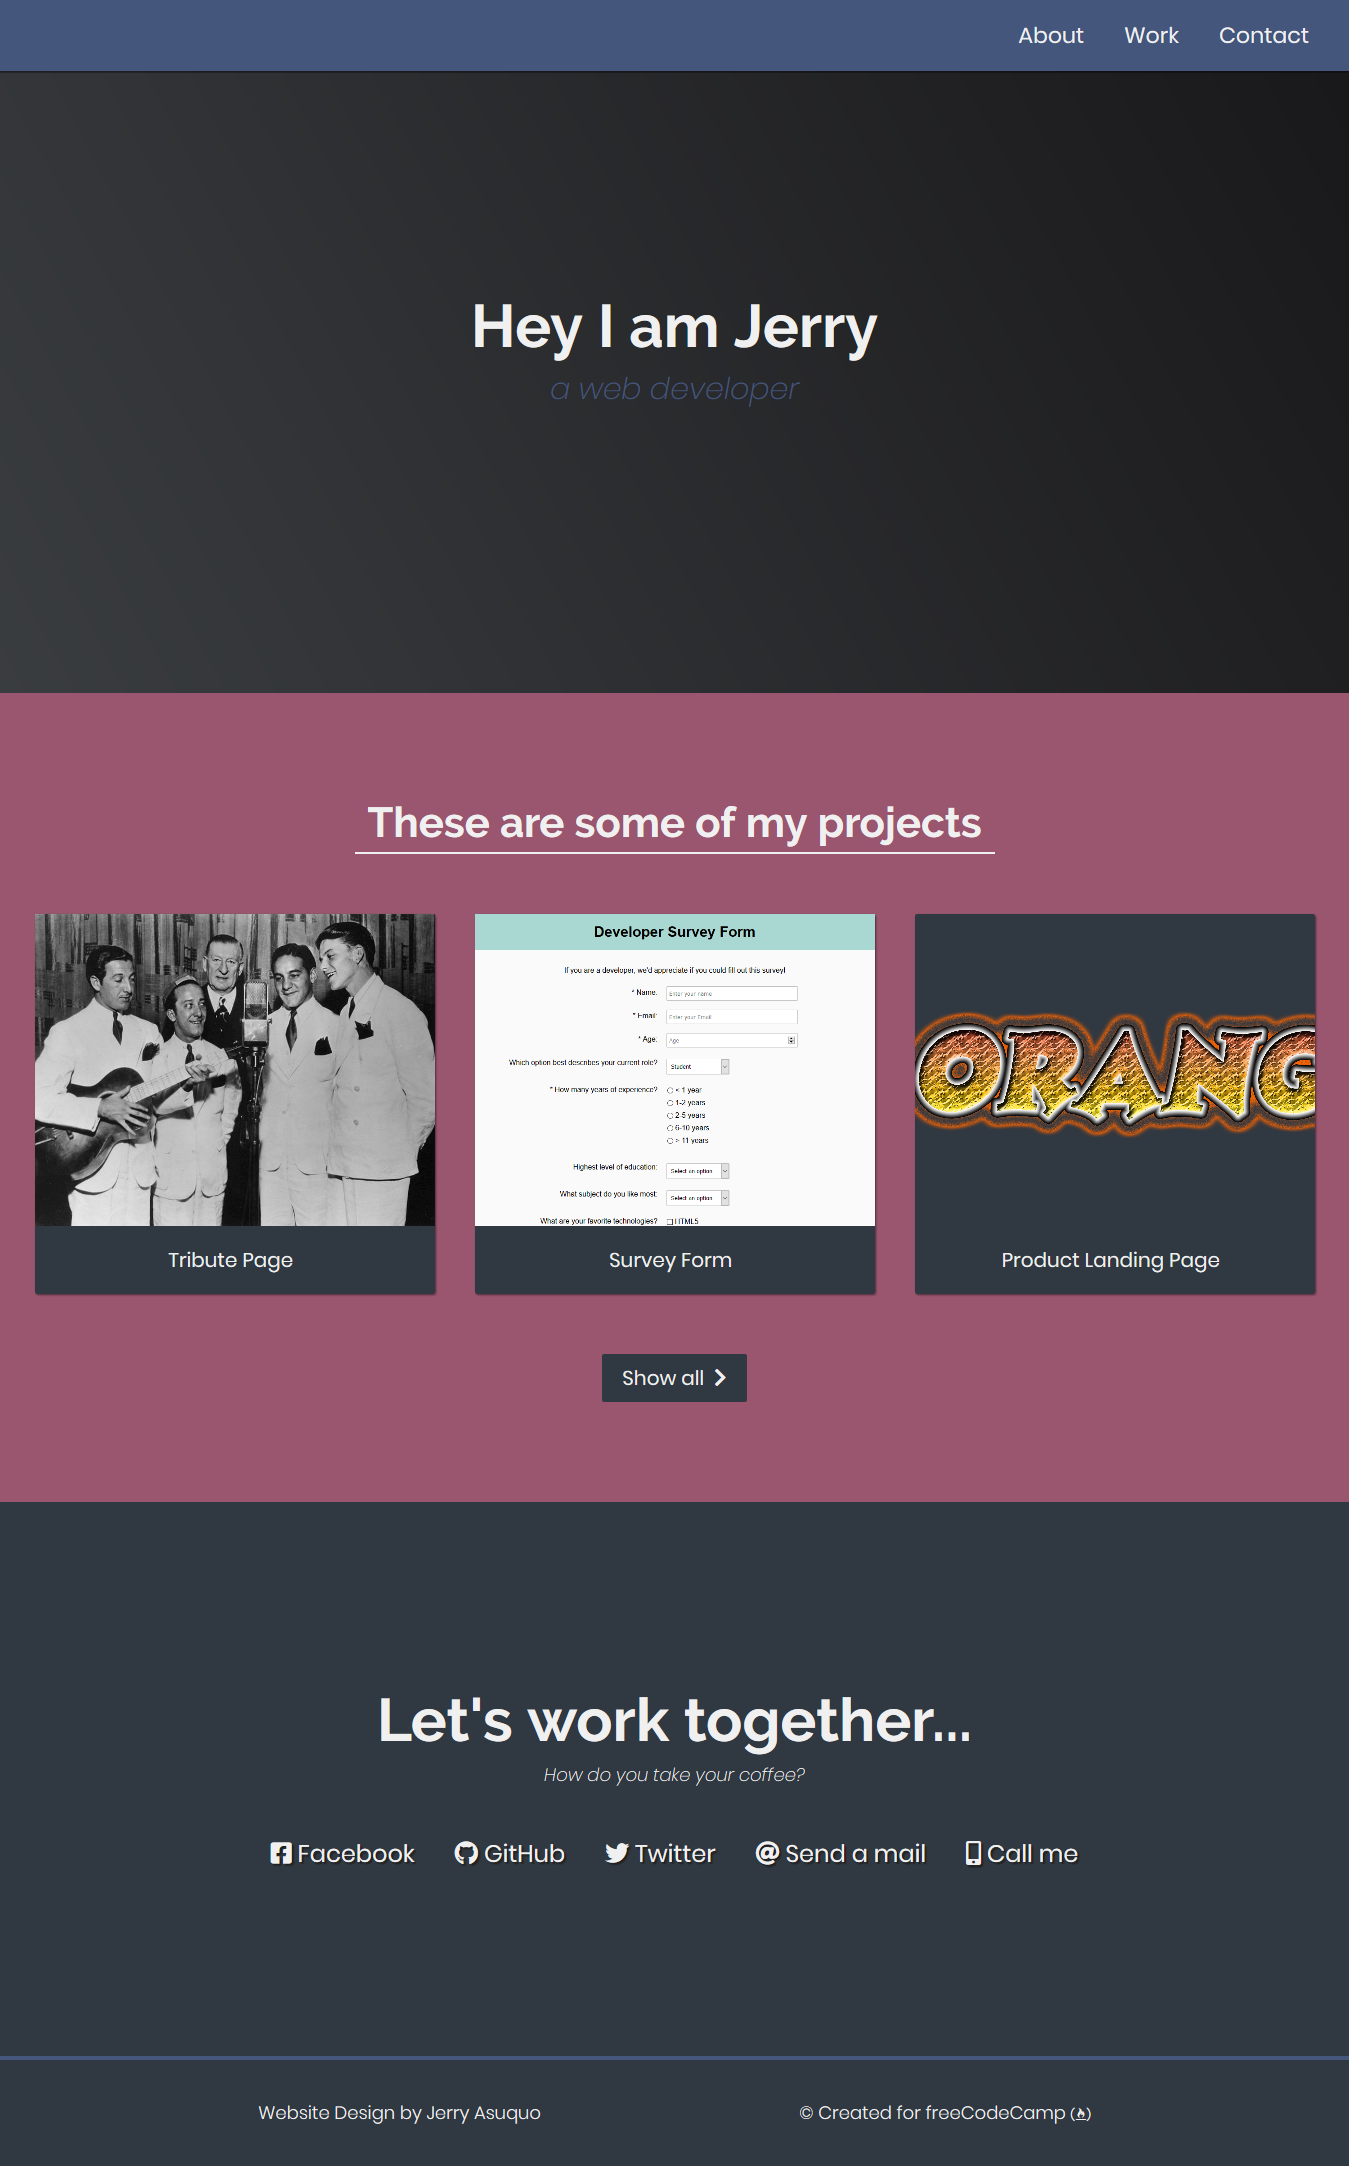 About Work Contact
Hey I am Jerry
a web developer
These are some of my projects
Developer Survey Form
If you are a developer, we'd appreciate if you could fill out this survey!
* Name: Enter your name
* Email: Enter your Email
* Age: Age
Which option best describes your current role? Student
* How many years of experience? < 1 year
1-2 years
2-5 years
6-10 years
> 11 years
Highest level of education: Select an option
What subject do you like most: Select an option
What are your favorite technologies? HTML5
ORANG
Tribute Page
Survey Form
Product Landing Page
Show all
Let's work together...
How do you take your coffee?
Facebook GitHub Twitter Send a mail Call me
Website Design by Jerry Asuquo
© Created for freeCodeCamp